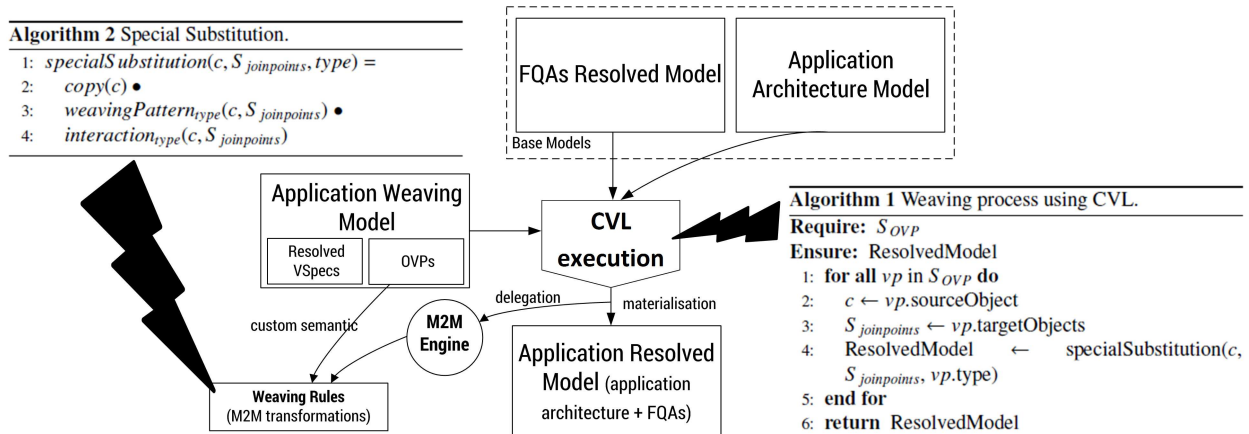 Algorithm 2 Special Substitution.
1: specialSubstitution(c, S joinpoints, type) =
2: copy(c) •
3: weavingPattern type(c, S joinpoints) •
4: interaction type(c, S joinpoints)
FQAs Resolved Model
Application
Architecture Model
Base Models
Application Weaving
Model
Resolved
VSpecs
OVPs
CVL
execution
delegation
materialisation
custom semantic
M2M
Engine
Weaving Rules
(M2M transformations)
Application Resolved
Model (application
architecture + FQAs)
Algorithm 1 Weaving process using CVL.
Require: S OVP
Ensure: ResolvedModel
1: for all vp in S OVP do
2: c ← vp.sourceObject
3: S joinpoints ← vp.targetObjects
4: ResolvedModel ← specialSubstitution(c,
S joinpoints, vp.type)
5: end for
6: return ResolvedModel